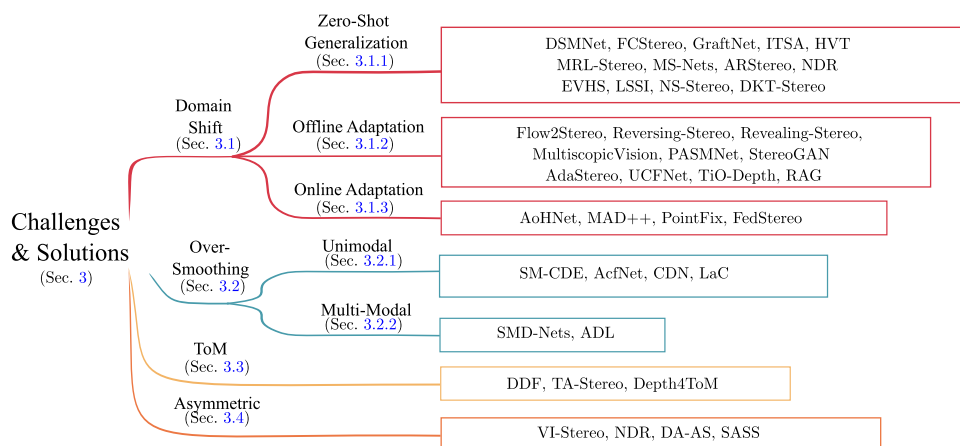 Challenges
& Solutions
(Sec. 3)
Domain
Shift
(Sec. 3.1)
Zero-Shot
Generalization
(Sec. 3.1.1)
DSMNet, FCStereo, GraftNet, ITSA, HVT
MRL-Stereo, MS-Nets, ARStereo, NDR
EVHS, LSSI, NS-Stereo, DKT-Stereo
Offline Adaptation
(Sec. 3.1.2)
Flow2Stereo, Reversing-Stereo, Revealing-Stereo,
MultiscopicVision, PASMNet, StereoGAN
AdaStereo, UCFNet, TiO-Depth, RAG
Online Adaptation
(Sec. 3.1.3)
AoHNet, MAD++, PointFix, FedStereo
Over-
Smoothing
(Sec. 3.2)
Unimodal
(Sec. 3.2.1)
SM-CDE, AcfNet, CDN, LaC
Multi-Modal
(Sec. 3.2.2)
SMD-Nets, ADL
ToM
(Sec. 3.3)
DDF, TA-Stereo, Depth4ToM
Asymmetric
(Sec. 3.4)
VI-Stereo, NDR, DA-AS, SASS